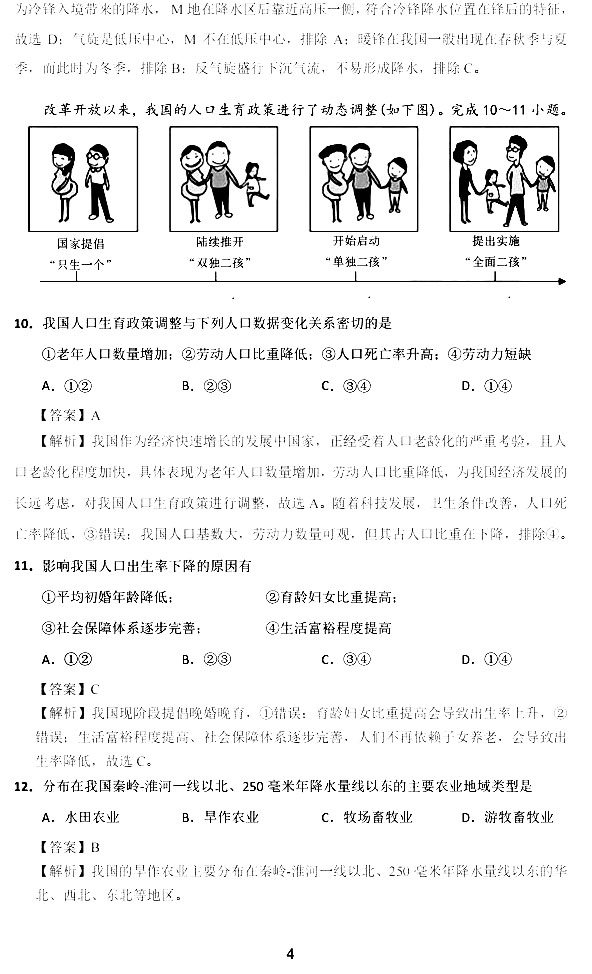 为冷锋入境带来的降水，M地在降水区后靠近高压一侧，符合冷锋降水位置在锋后的特征，
故选 D；气旋是低压中心，M 不在低压中心，排除 A；暖锋在我国一般出现在春秋季与夏
季，而此时为冬季，排除 B；反气旋盛行下沉气流，不易形成降水，排除 C。
改革开放以来，我国的人口生育政策进行了动态调整(如下图)。完成 10～11 小题。
国家提倡 陆续推开 开始启动 提出实施
“只生一个” “双独二孩” “单独二孩” “全面二孩”
10．我国人口生育政策调整与下列人口数据变化关系密切的是
①老年人口数量增加；②劳动人口比重降低；③人口死亡率升高；④劳动力短缺
A．①② B．②③ C．③④ D．①④
【答案】A
【解析】我国作为经济快速增长的发展中国家，正经受着人口老龄化的严重考验，且人
口老龄化程度加快，具体表现为老年人口数量增加，劳动人口比重降低，为我国经济发展的
长远考虑，对我国人口生育政策进行调整，故选 A。随着科技发展，卫生条件改善，人口死
亡率降低，③错误；我国人口基数大，劳动力数量可观，但其占人口比重在下降，排除④。
11．影响我国人口出生率下降的原因有
①平均初婚年龄降低； ②育龄妇女比重提高；
③社会保障体系逐步完善； ④生活富裕程度提高
A．①② B．②③ C．③④ D．①④
【答案】C
【解析】我国现阶段提倡晚婚晚育，①错误；育龄妇女比重提高会导致出生率上升，②
错误；生活富裕程度提高、社会保障体系逐步完善，人们不再依赖子女养老，会导致出
生率降低，故选 C。
12．分布在我国秦岭-淮河一线以北、250 毫米年降水量线以东的主要农业地域类型是
A．水田农业 B．旱作农业 C．牧场畜牧业 D．游牧畜牧业
【答案】B
【解析】我国的旱作农业主要分布在秦岭-淮河一线以北、250 毫米年降水量线以东的华
北、西北、东北等地区。
4